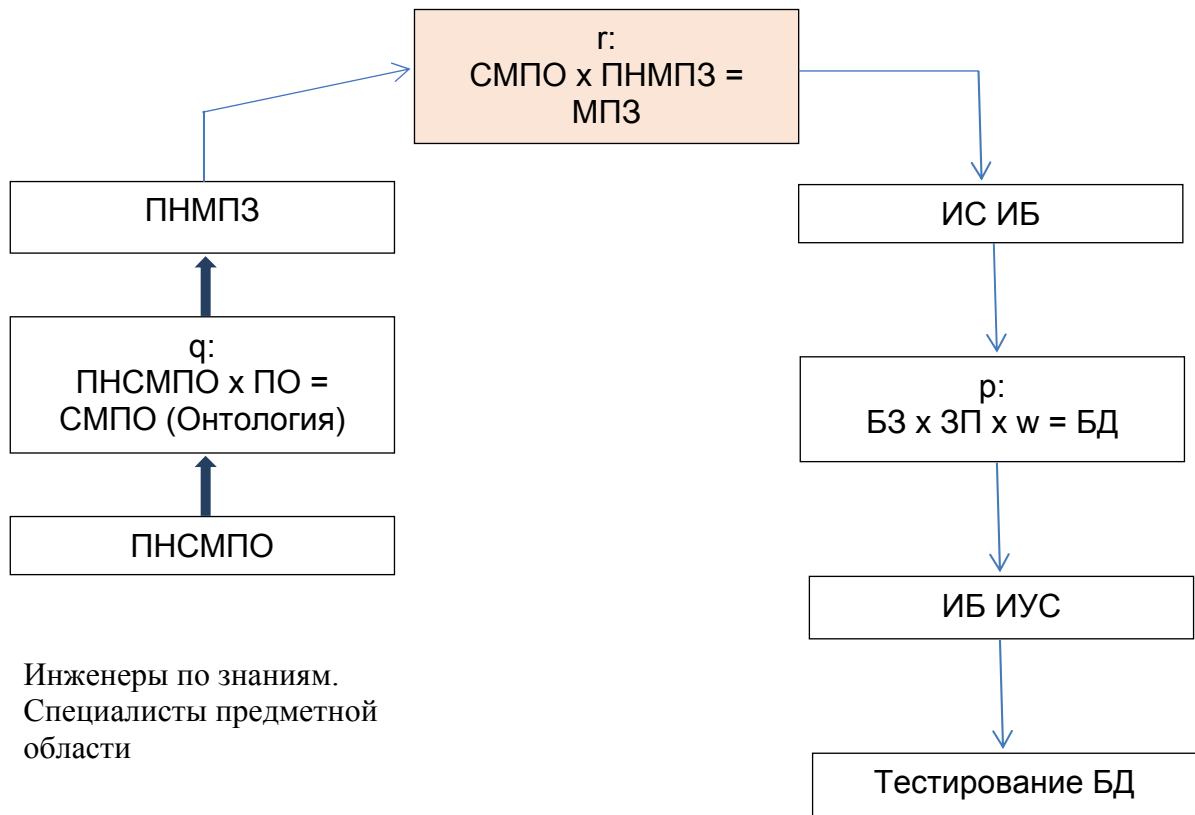 r:
СМПО х ПНМПЗ =
МПЗ
ПНМПЗ
ИС ИБ
q:
ПНСМПО х ПО =
СМПО (Онтология)
p:
БЗ х ЗП х w = БД
ПНСМПО
ИБ ИУС
Инженеры по знаниям.
Специалисты предметной
области
Тестирование БД